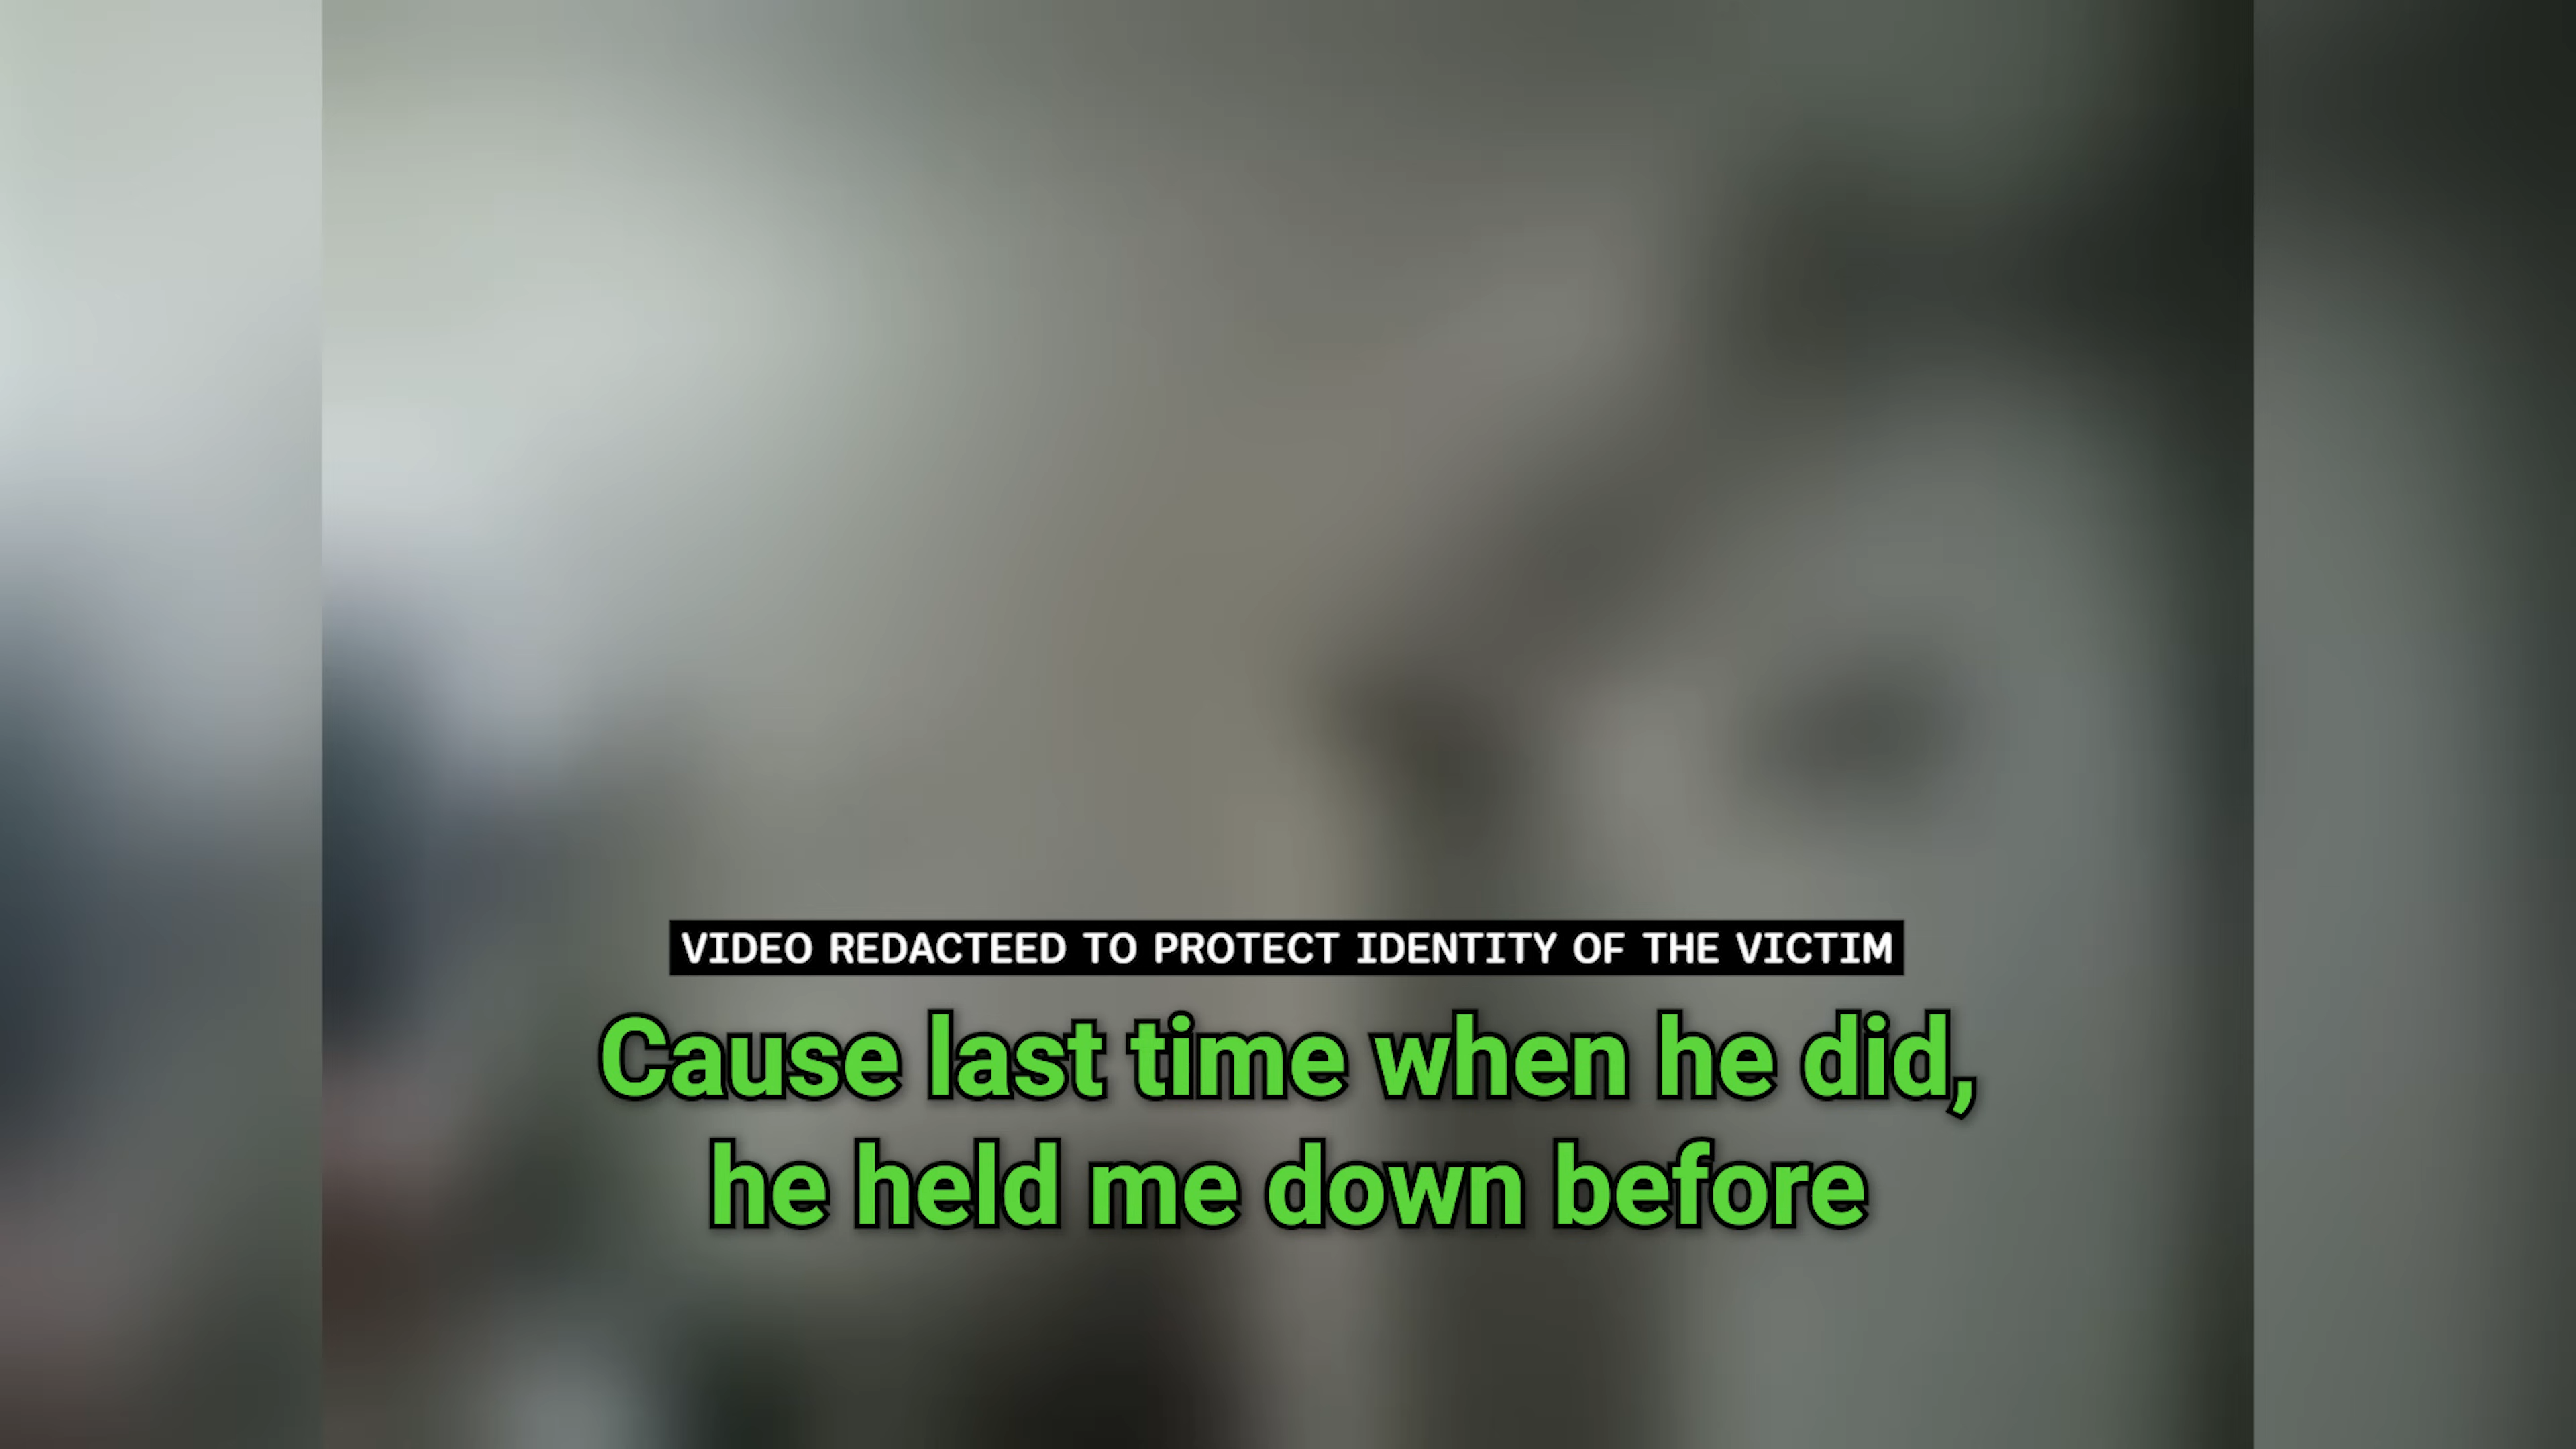 VIDEO REDACTEED TO PROTECT IDENTITY OF THE VICTIM
Cause last time when he did,
he held me down before